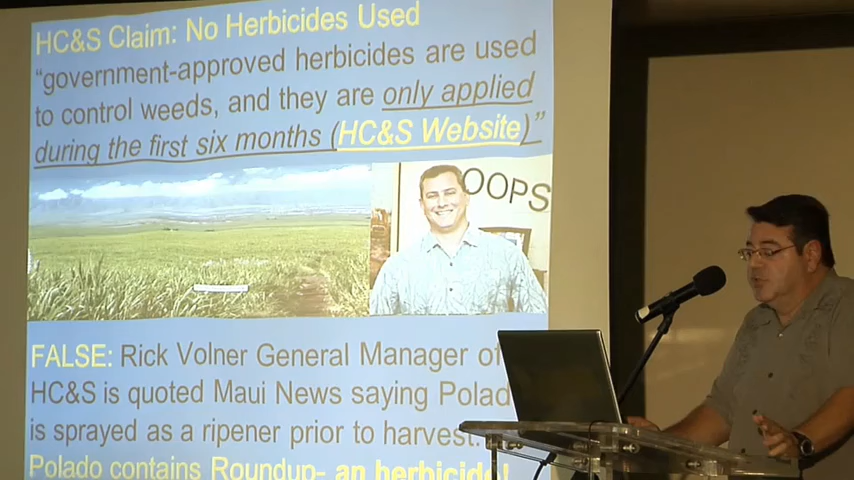 HC&S Claim: No Herbicides Used
“government-approved herbicides are used
to control weeds, and they are only applied
during the first six months (HC&S Website)”
OOPS
FALSE: Rick Volner General Manager of
HC&S is quoted Maui News saying Polad
is sprayed as a ripener prior to harvest.
Polado contains Roundup- an herbicide!